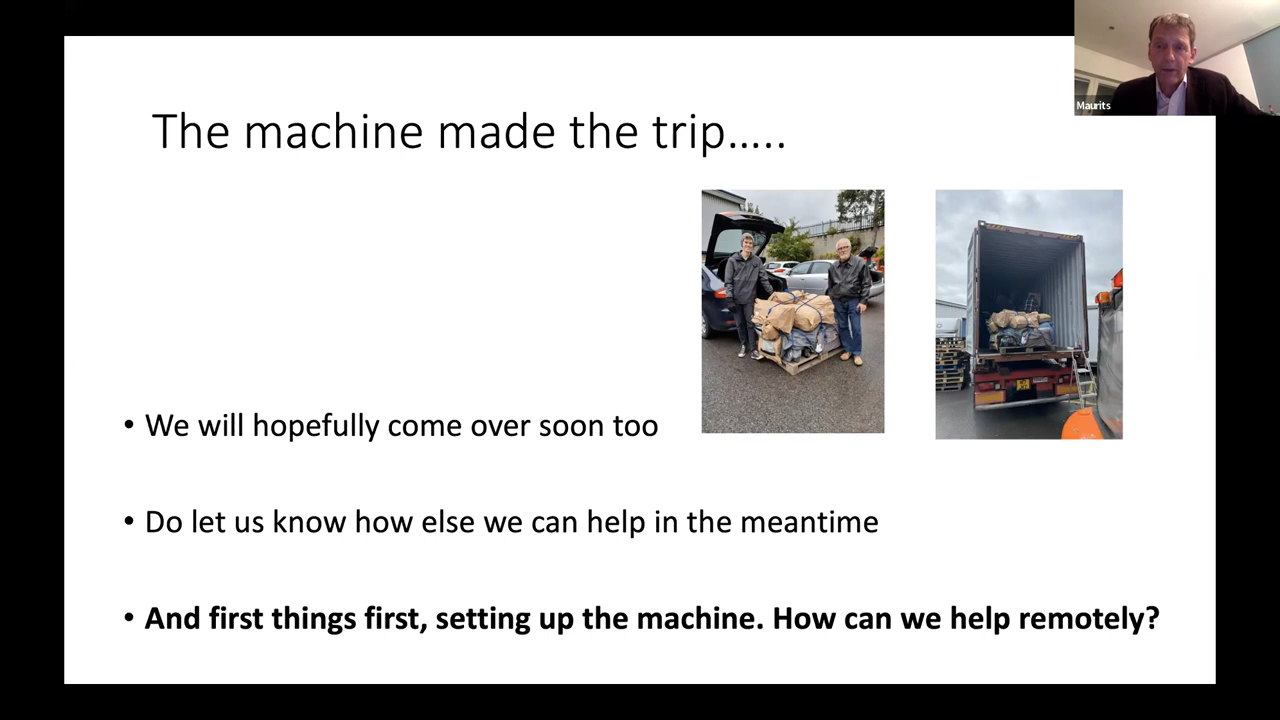 Maurits
The machine made the trip.....
• We will hopefully come over soon too
• Do let us know how else we can help in the meantime
• And first things first, setting up the machine. How can we help remotely?